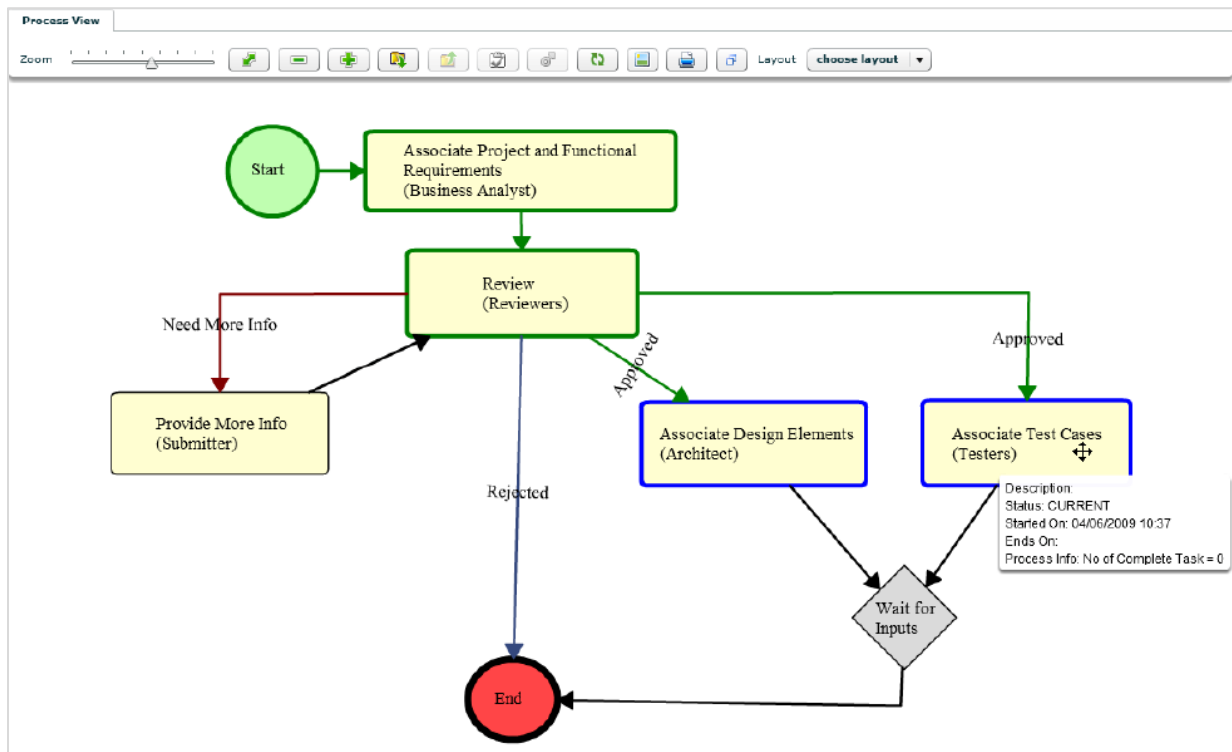 Process View
Zoom
Layout
choose layout
Start
Associate Project and Functional
Requirements
(Business Analyst)
Review
(Reviewers)
Need More Info
Approved
Approved
Provide More Info
(Submitter)
Associate Design Elements
(Architect)
Associate Test Cases
(Testers)
Rejected
Description:
Status: CURRENT
Started On: 04/06/2009 10:37
Ends On:
Process Info: No of Complete Task = 0
Wait for
Inputs
End